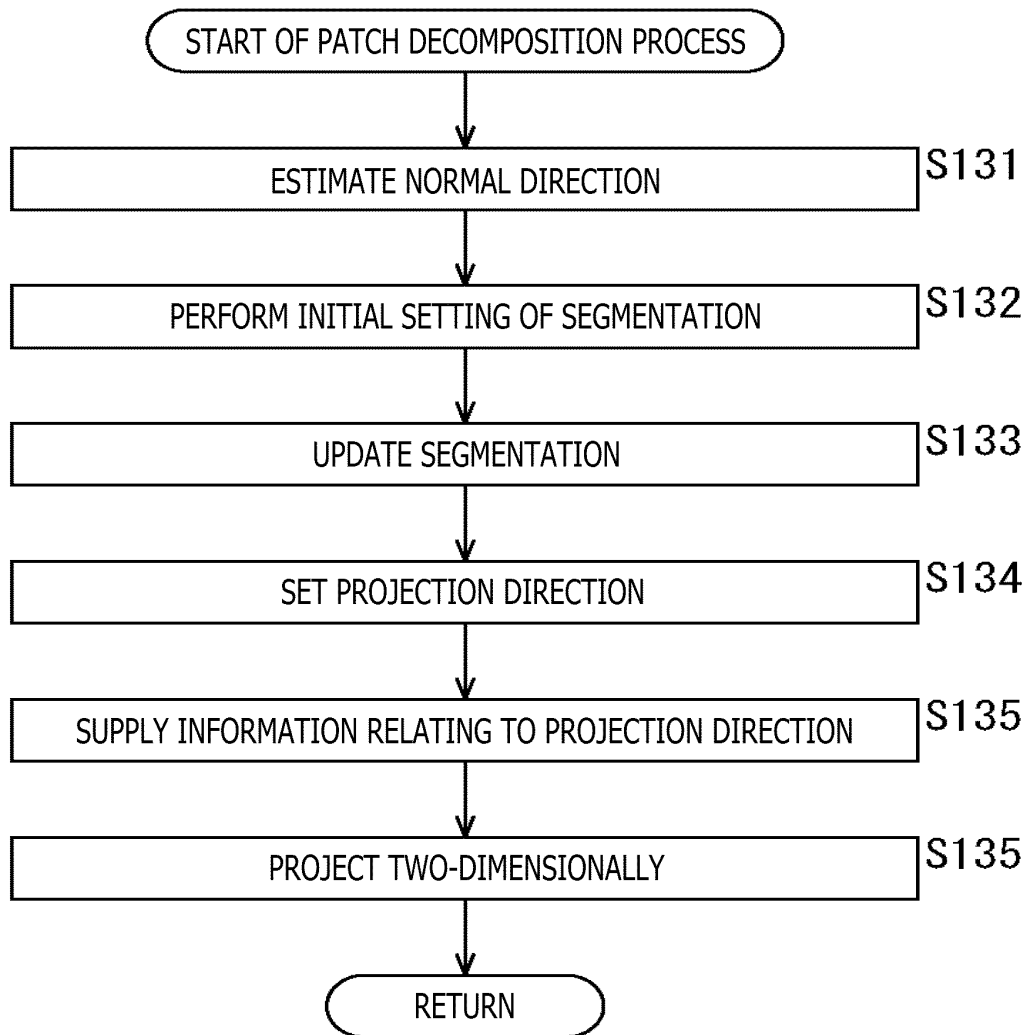 START OF PATCH DECOMPOSITION PROCESS
ESTIMATE NORMAL DIRECTION
S131
PERFORM INITIAL SETTING OF SEGMENTATION
S132
UPDATE SEGMENTATION
S133
SET PROJECTION DIRECTION
S134
SUPPLY INFORMATION RELATING TO PROJECTION DIRECTION
S135
PROJECT TWO-DIMENSIONALLY
S135
RETURN